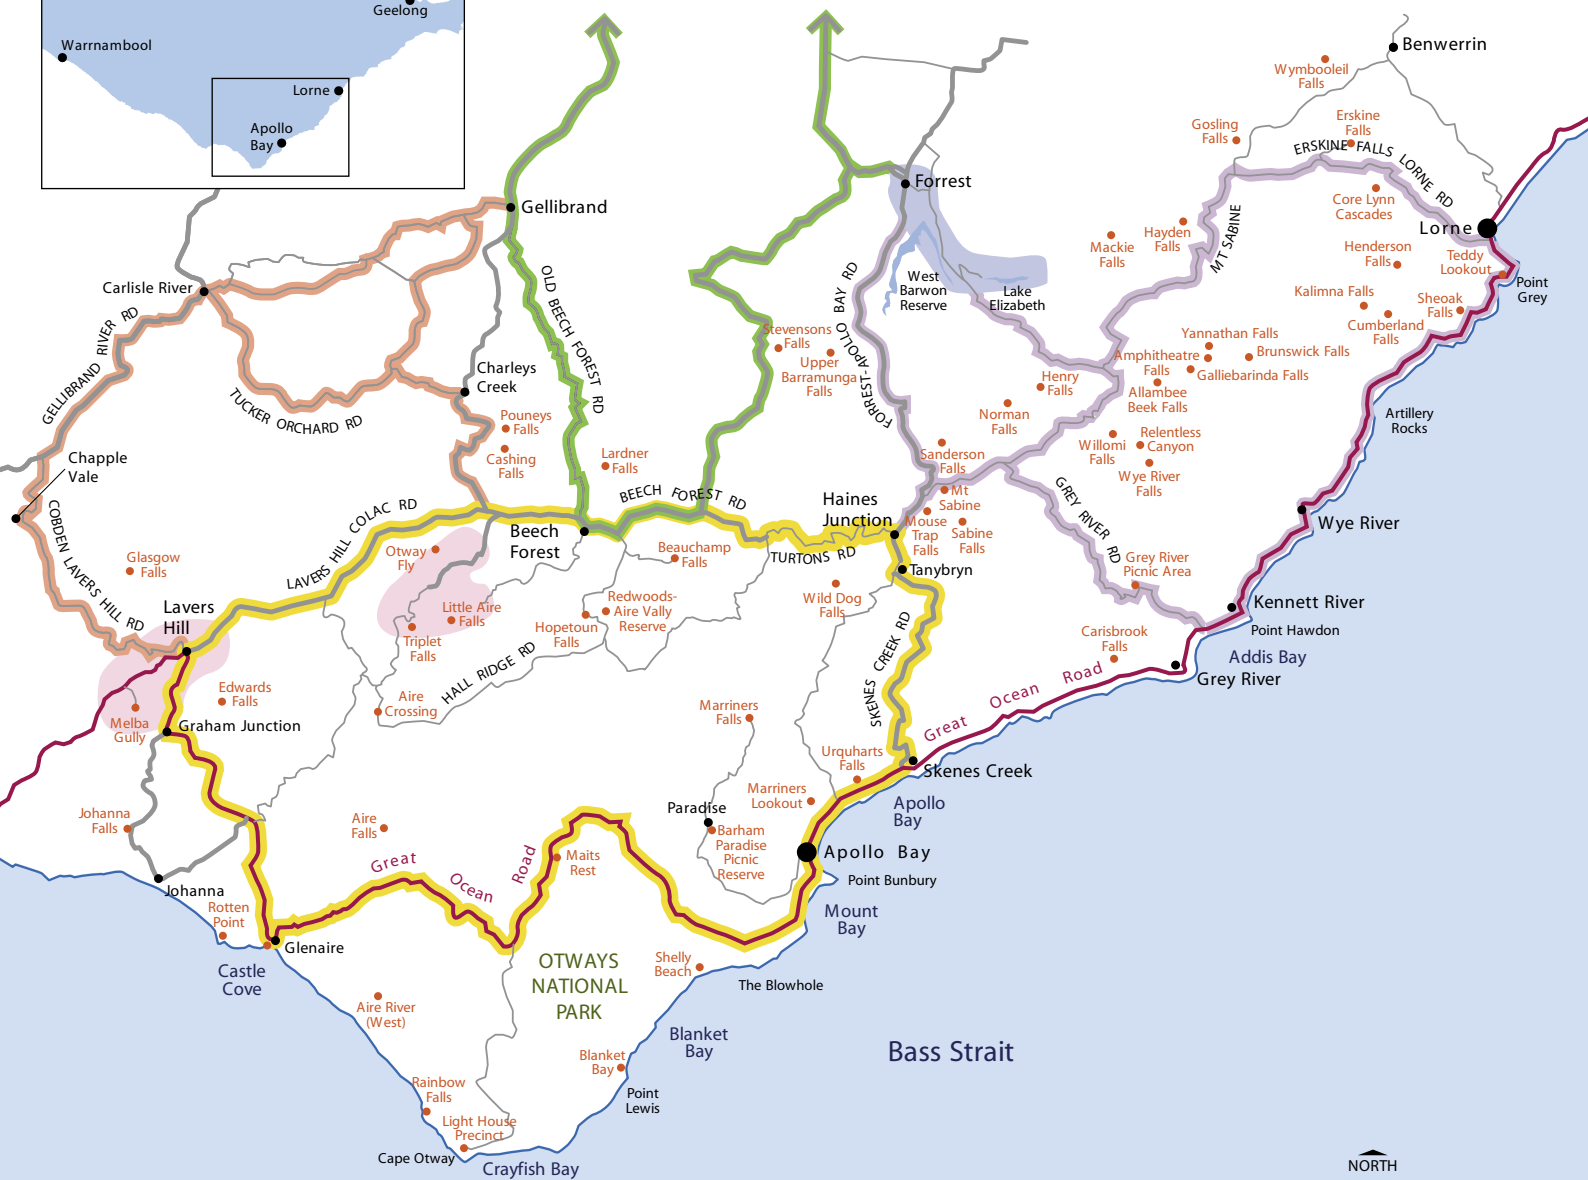 Geelong
Warrnambool
Lorne
Apollo
Bay
Benwerrin
Wymbooleil
Falls
Gosling
Falls
Erskine
Falls
ERSKINE FALLS LORNE RD
Forrest
Gellibrand
Core Lynn
Cascades
Lorne
MT SABINE
Hayden
Falls
Mackie
Falls
Henderson
Falls
Teddy
Lookout
Point
Grey
West
Barwon
Reserve
Lake
Elizabeth
Carlisle River
GELLIBRAND RIVER RD
OLD BEECH FOREST RD
FORREST-APOLLO BAY RD
Kalimna Falls
Sheoak
Falls
Cumberland
Falls
Stevensons
Falls
Upper
Barramunga
Falls
Yannathan Falls
Amphitheatre
Falls
Brunswick Falls
Galliebarinda Falls
Allambee
Beek Falls
Henry
Falls
Charleys
Creek
TUCKER ORCHARD RD
Norman
Falls
Artillery
Rocks
Pouneys
Falls
Cashing
Falls
Lardner
Falls
Sanderson
Falls
Willomi
Falls
Relentless
Canyon
Wye River
Falls
Chapple
Vale
COBDEN LAVERS HILL RD
LAVERS HILL COLAC RD
BEECH FOREST RD
Haines
Junction
Mt
Sabine
Mouse
Trap
Falls
Sabine
Falls
GREY RIVER RD
Wye River
Beech
Forest
TURTONS RD
Otway
Fly
Beauchamp
Falls
Tanybryn
Glasgow
Falls
Grey River
Picnic Area
Wild Dog
Falls
Lavers
Hill
Little Aire
Falls
Triplet
Falls
Hopetoun
Falls
Redwoods-
Aire Vally
Reserve
Kennett River
Point Hawdon
Addis Bay
Carisbrook
Falls
Grey River
HALL RIDGE RD
SKENES CREEK RD
Great Ocean Road
Edwards
Falls
Aire
Crossing
Melba
Gully
Graham Junction
Marriners
Falls
Urquharts
Falls
Skenes Creek
Marriners
Lookout
Apollo
Bay
Johanna
Falls
Aire
Falls
Paradise
Barham
Paradise
Picnic
Reserve
Great Ocean Road
Maits
Rest
Apollo Bay
Point Bunbury
Johanna
Rotten
Point
Mount
Bay
Glenaire
Castle
Cove
OTWAYS
NATIONAL
PARK
Shelly
Beach
The Blowhole
Aire River
(West)
Blanket
Bay
Bass Strait
Blanket
Bay
Point
Lewis
Rainbow
Falls
Light House
Precinct
Cape Otway
Crayfish Bay
NORTH